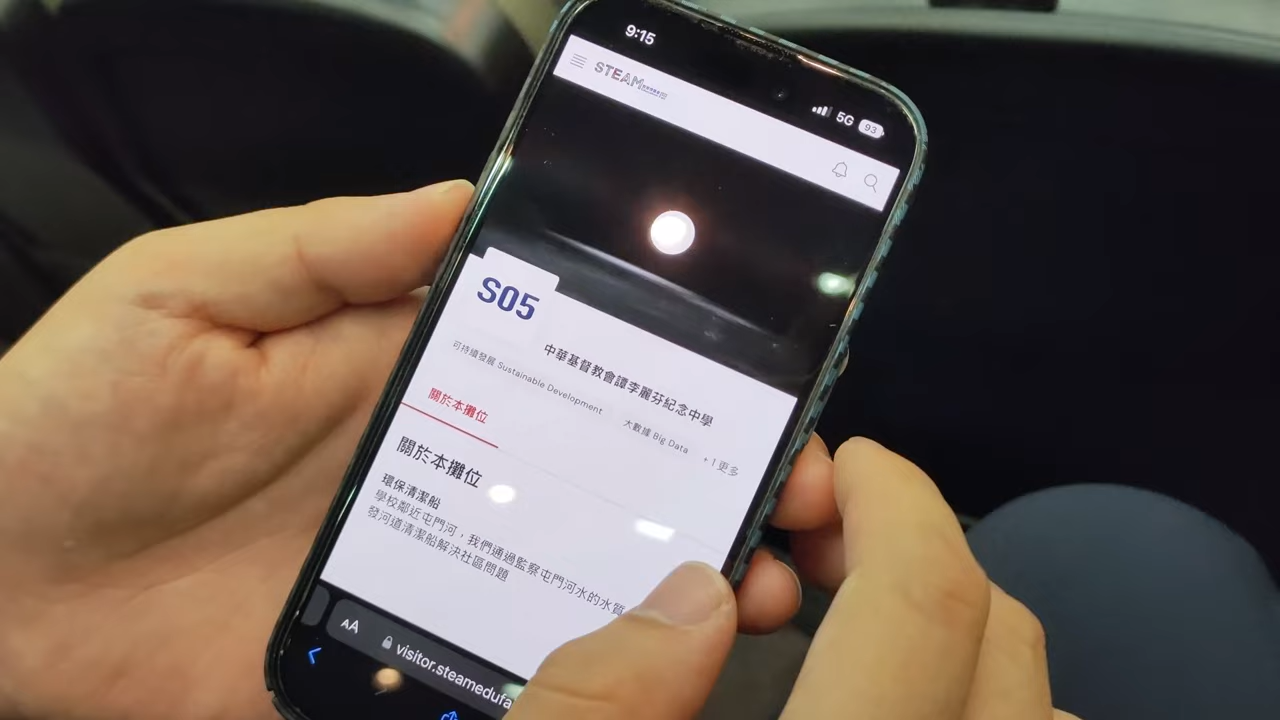 9:15
5G 93
STEAM
S05
中華基督教會譚李麗芬紀念中學
可持續發展 Sustainable Development 大數據 Big Data +1更多
關於本攤位
關於本攤位
環保清潔船
學校鄰近屯門河，我們通過監察屯門河水的水質
發河道清潔船解決社區問題
AA visitor.steamedufa